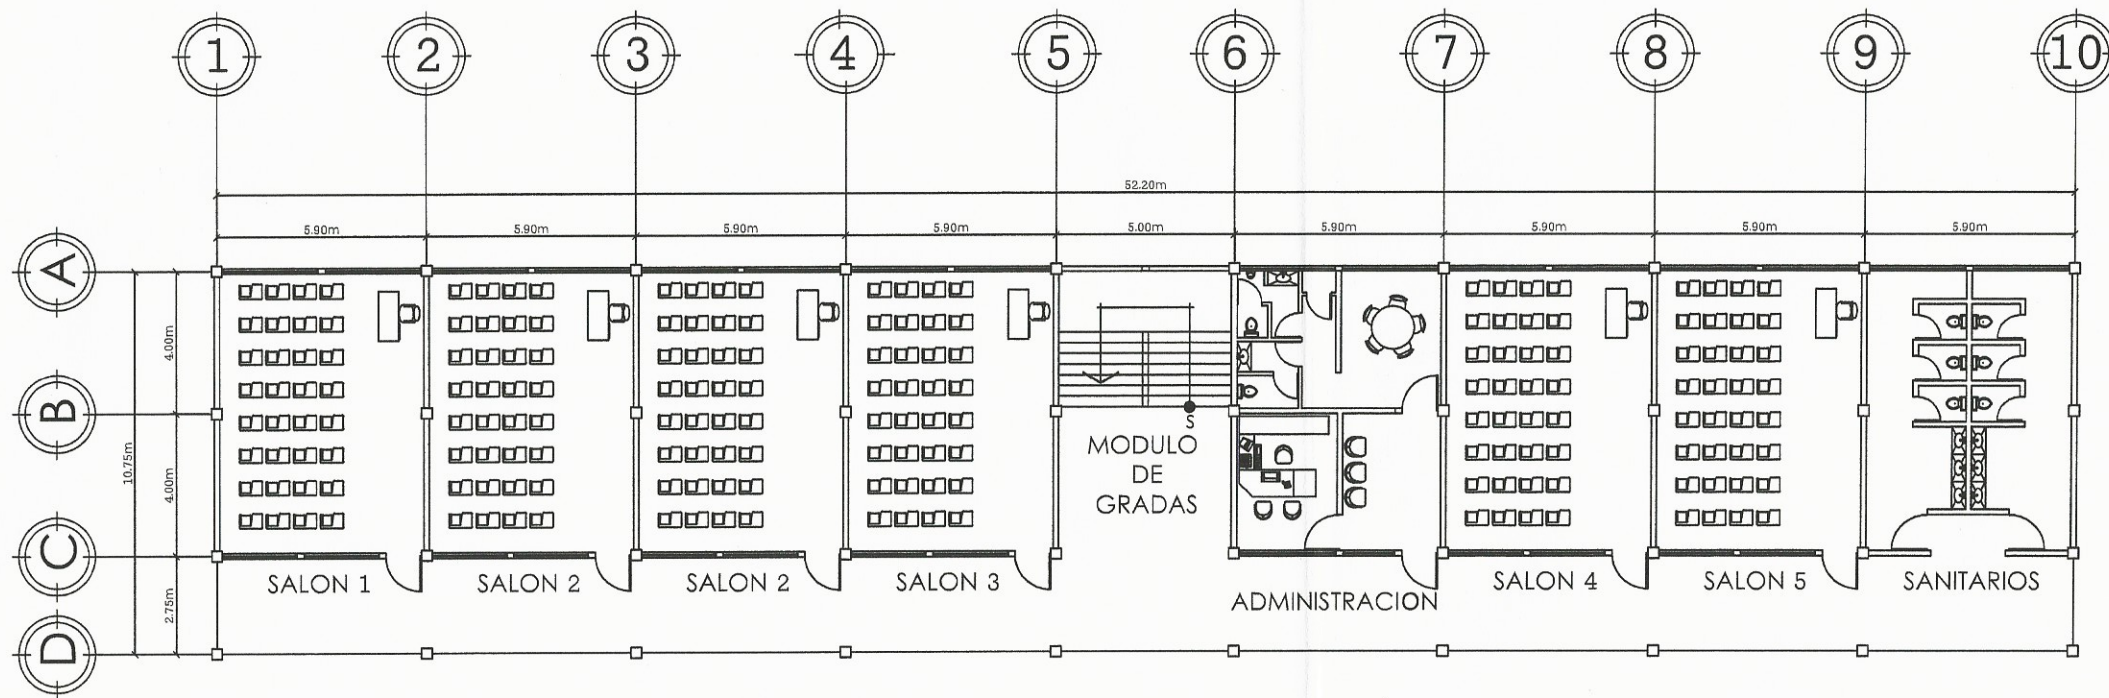 1 2 3 4 5 6 7 8 9 10
52.20m
5.90m 5.90m 5.90m 5.90m 5.00m 5.90m 5.90m 5.90m 5.90m
A
B
C
D
10.75m
4.00m
4.00m
2.75m
S
MODULO
DE
GRADAS
SALON 1 SALON 2 SALON 2 SALON 3 ADMINISTRACION SALON 4 SALON 5 SANITARIOS